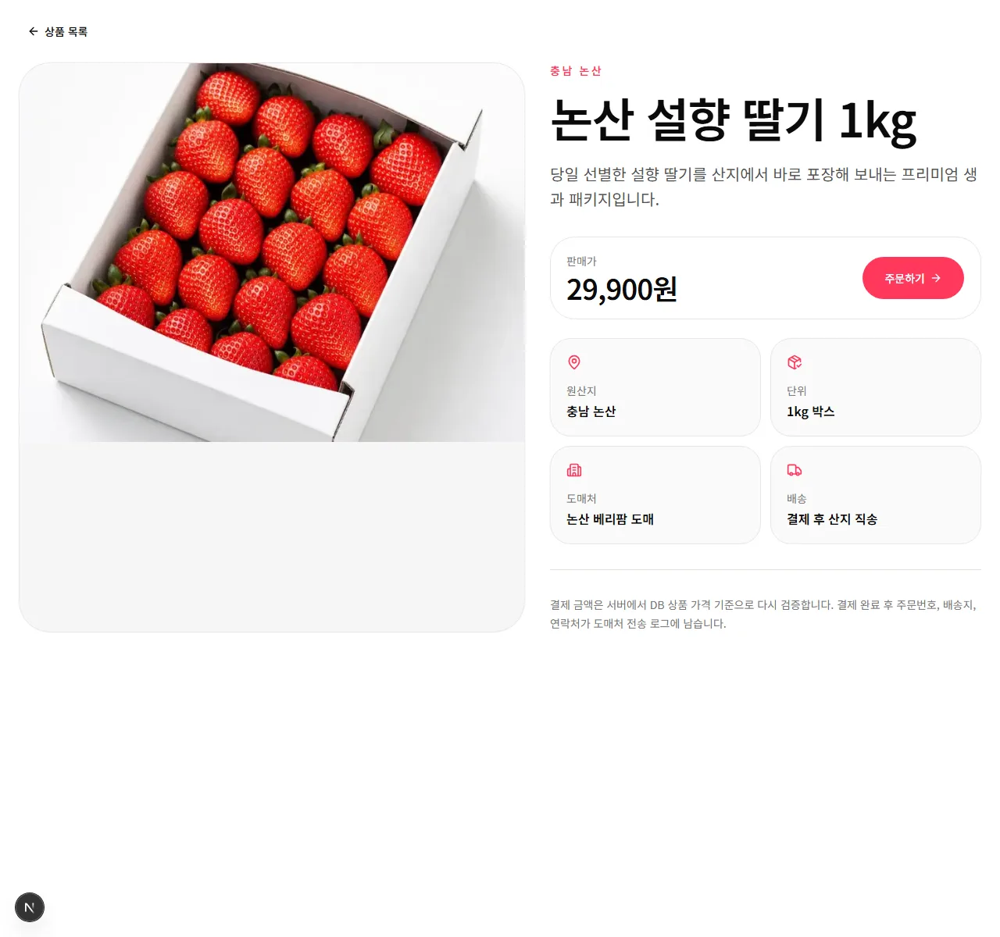 상품 목록
충남 논산
논산 설향 딸기 1kg
당일 선별한 설향 딸기를 산지에서 바로 포장해 보내는 프리미엄 생
과 패키지입니다.
판매가
29,900원
주문하기
원산지
충남 논산
단위
1kg 박스
도매처
논산 베리팜 도매
배송
결제 후 산지 직송
결제 금액은 서버에서 DB 상품 가격 기준으로 다시 검증합니다. 결제 완료 후 주문번호, 배송지,
연락처가 도매처 전송 로그에 남습니다.
N